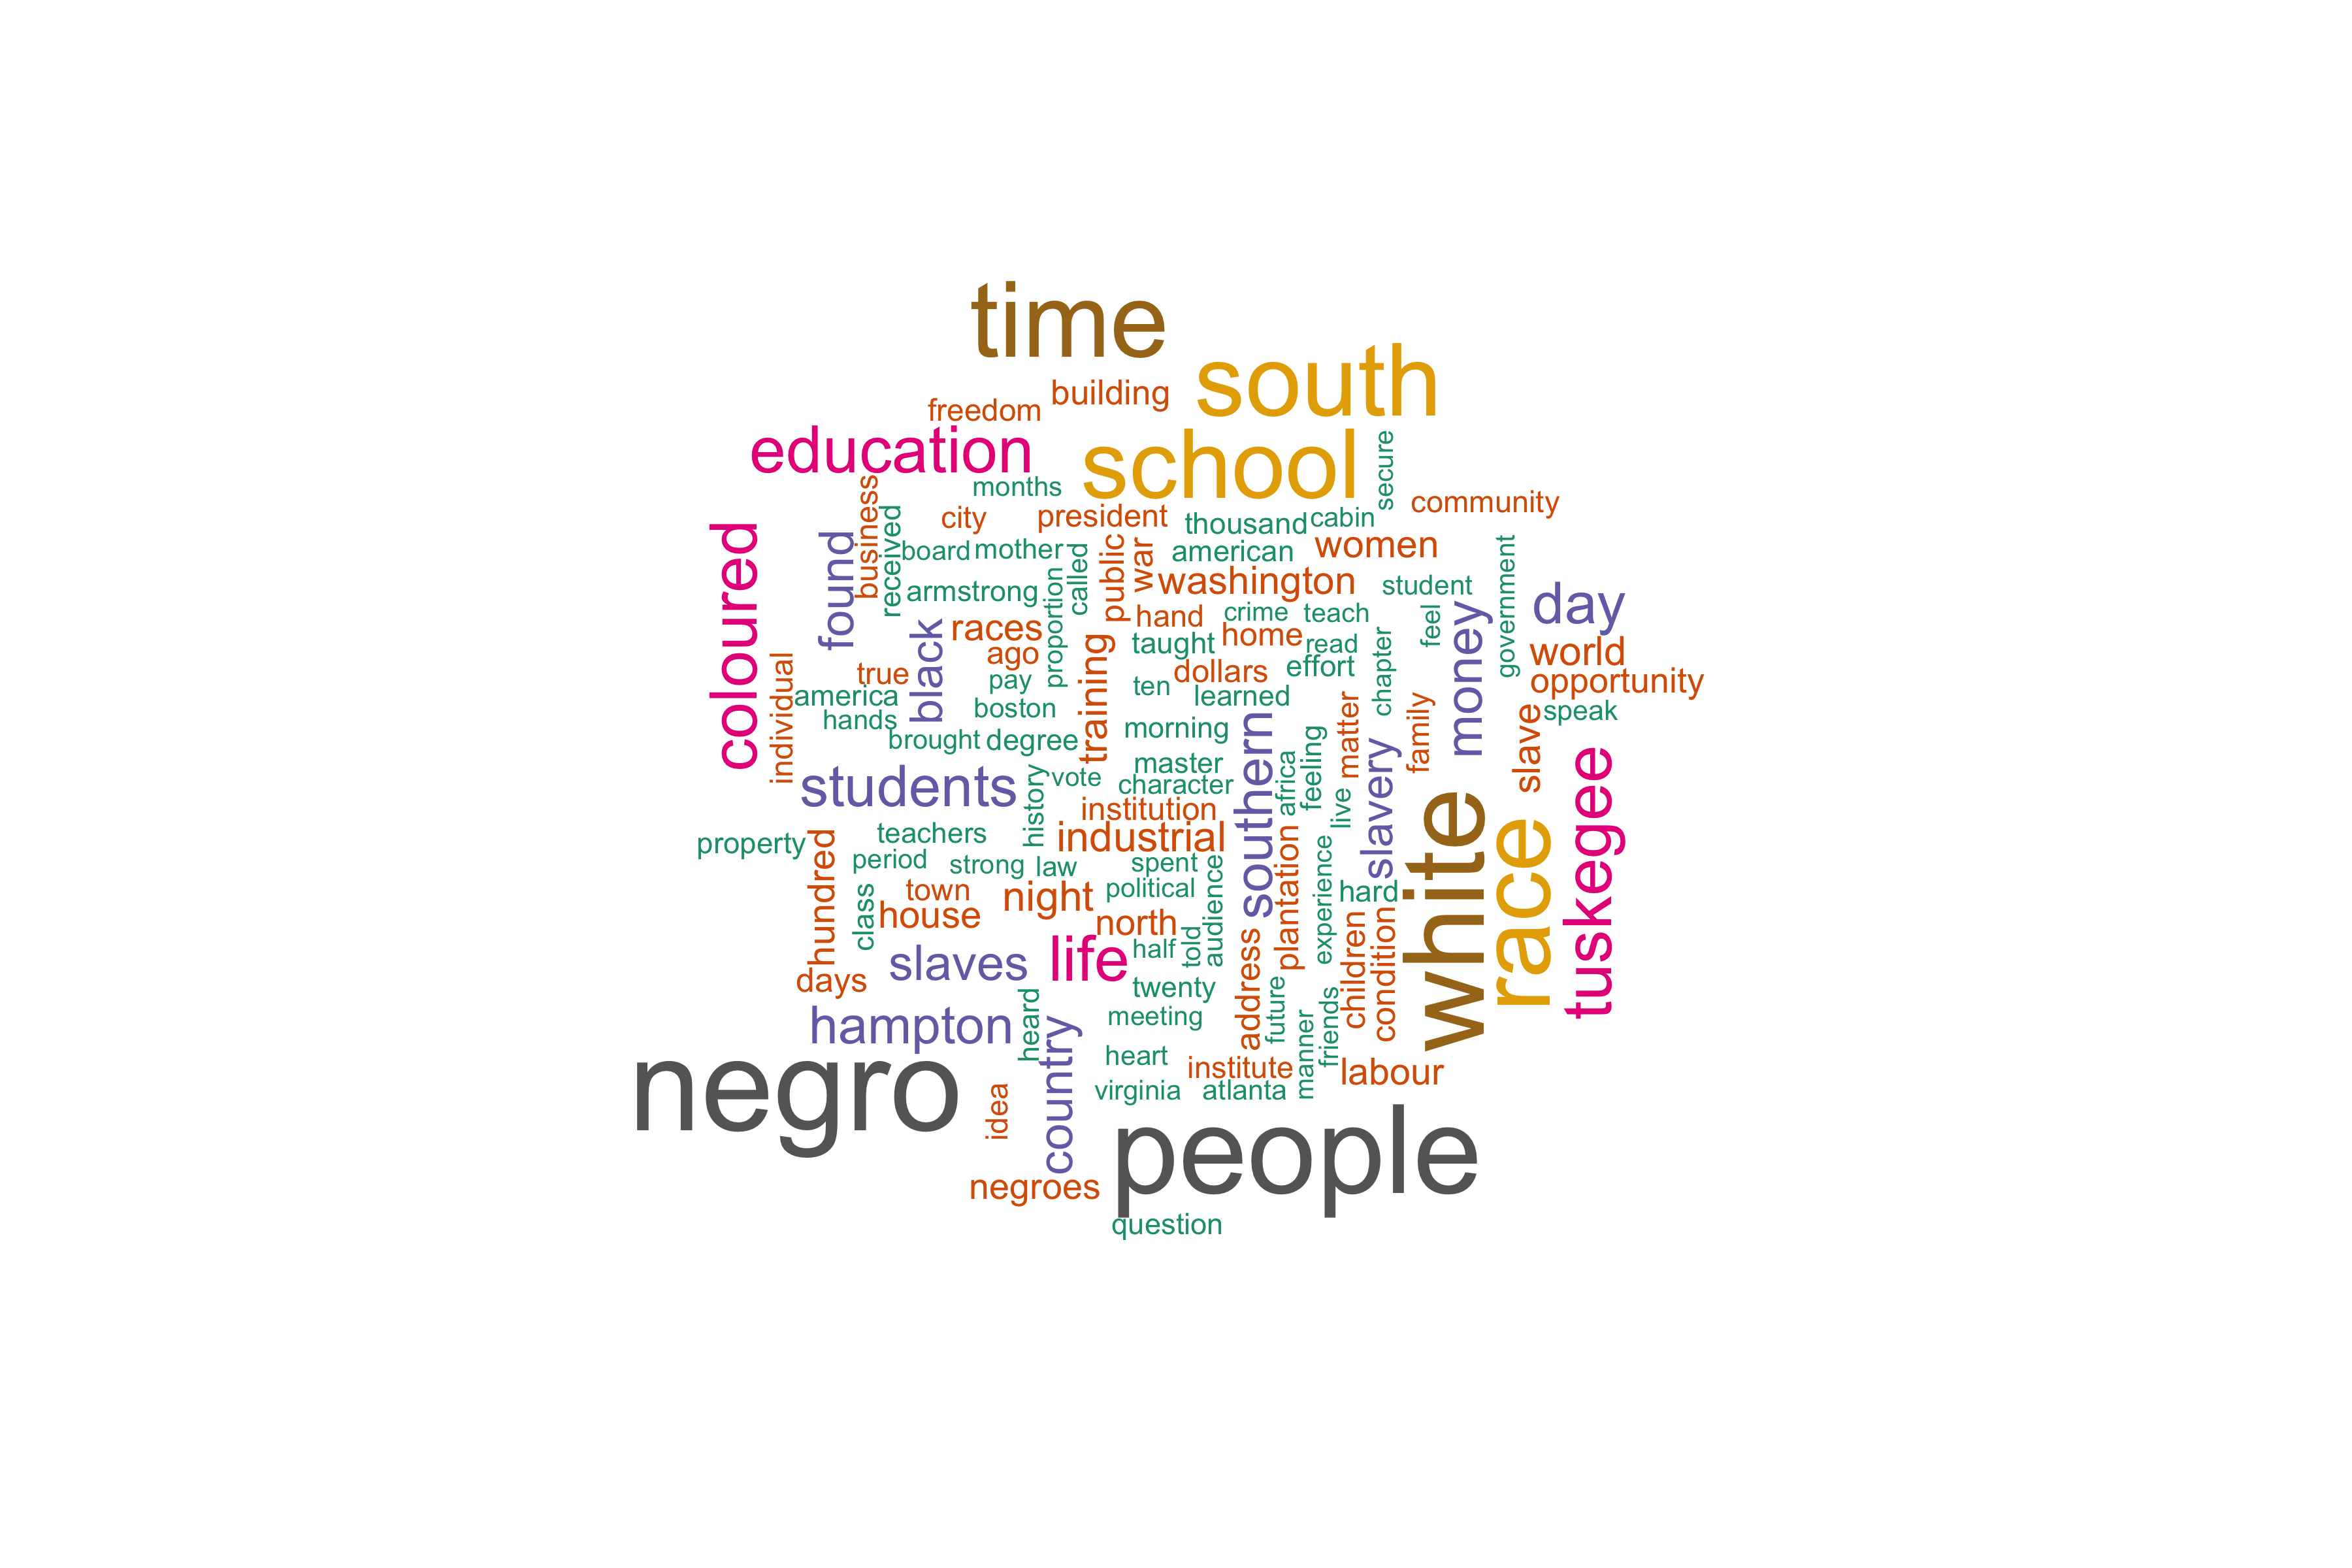 time
south
building
freedom
education
school
secure
months
community
business
received
city
president
thousand
cabin
coloured
found
board
mother
called
public
war
american
women
government
armstrong
proportion
washington
student
day
money
black
races
hand
crime
teach
feel
taught
home
read
chapter
world
individual
true
ago
training
dollars
effort
opportunity
america
pay
ten
learned
matter
family
slave
speak
hands
boston
southern
brought
degree
morning
feeling
slavery
tuskegee
students
history
vote
master
character
africa
live
white
race
institution
property
hundred
teachers
industrial
plantation
experience
period
strong
law
spent
audience
class
town
night
political
hard
house
north
children
condition
slaves
life
half
told
address
days
twenty
future
friends
hampton
heard
country
meeting
manner
negro
heart
institute
labour
idea
virginia
atlanta
people
negroes
question